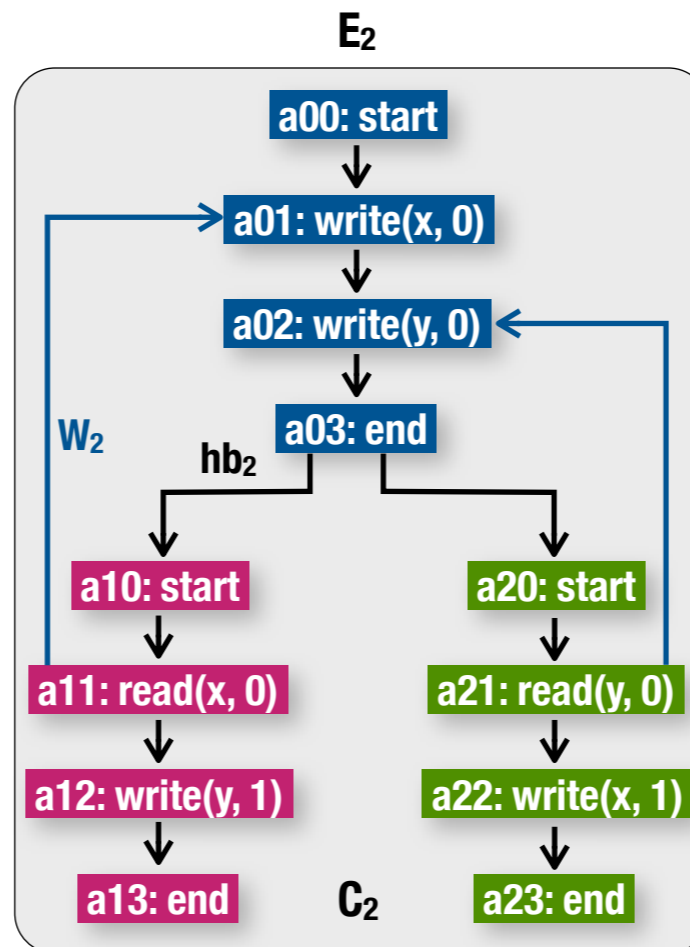 E₂
a00: start
a01: write(x, 0)
a02: write(y, 0)
a03: end
W₂
hb₂
a10: start
a20: start
a11: read(x, 0)
a21: read(y, 0)
a12: write(y, 1)
a22: write(x, 1)
a13: end
C₂
a23: end